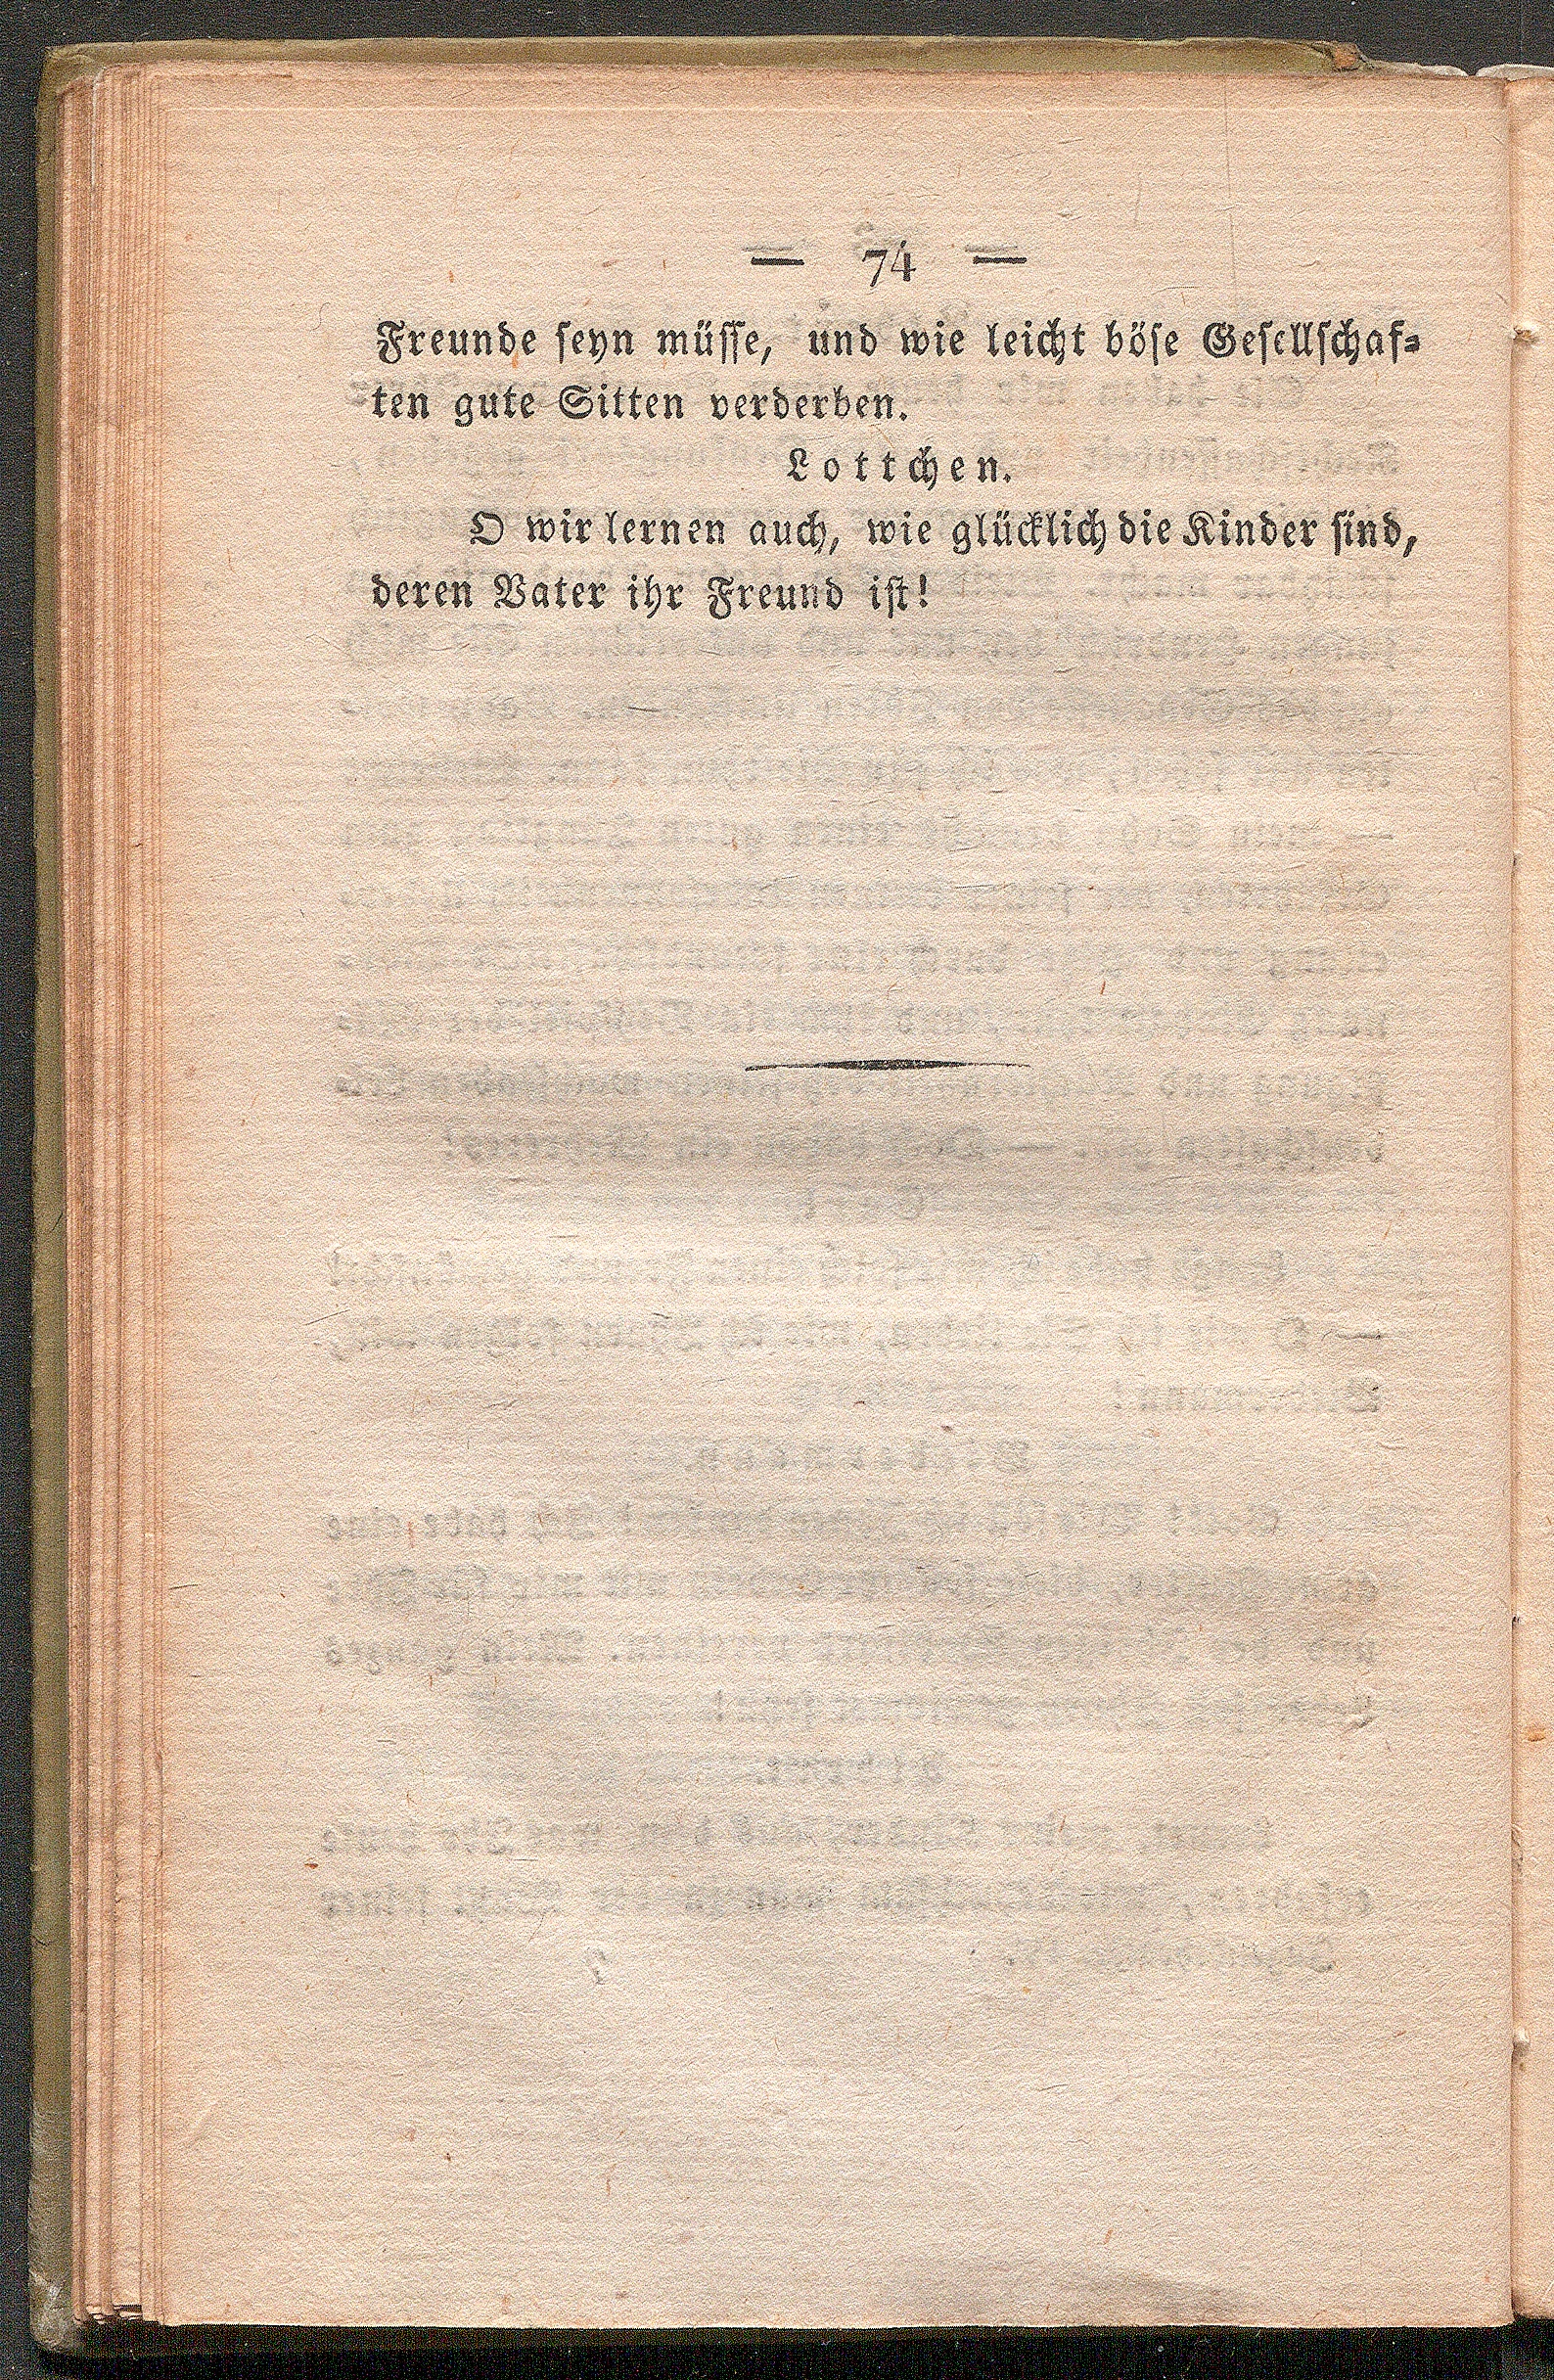 — 74 —
Freunde ſeyn müſſe, und wie leicht böſe Geſellſchaf⸗
ten gute Sitten verderben.
Lottchen.
O wir lernen auch, wie glücklich die Kinder ſind,
deren Vater ihr Freund iſt!